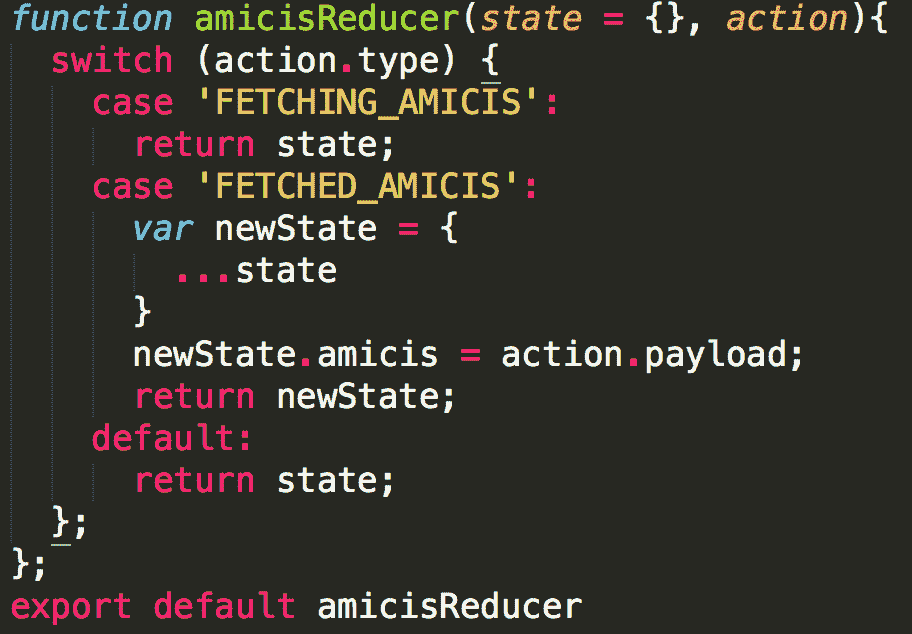 function amicisReducer(state = {}, action){
switch (action.type) {
case 'FETCHING_AMICIS':
return state;
case 'FETCHED_AMICIS':
var newState = {
...state
}
newState.amicis = action.payload;
return newState;
default:
return state;
};
};
export default amicisReducer